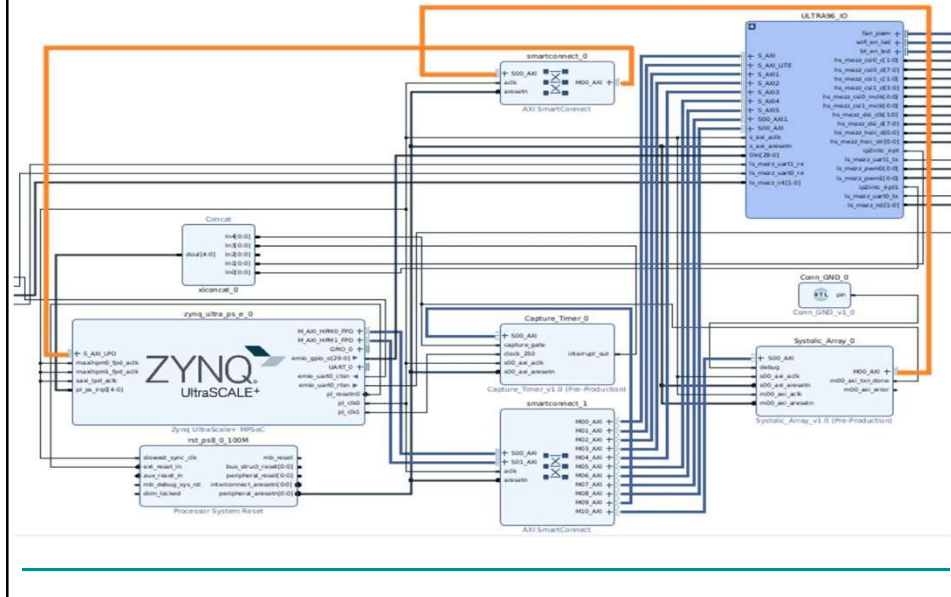 ULTRA96_IO
S_AXI
S_AXI_LITE
S_AXI1
S_AXI2
S_AXI3
S_AXI4
S_AXI5
S00_AXI1
S00_AXI
s_axi_aclk
s_axi_aresetn
Din[29:0]
ls_mezz_uart1_rx
ls_mezz_uart0_rx
fan_pwm
wifi_en_led
bt_en_led
ls_mezz_uart1_tx
ls_mezz_pwm0[0:0]
ls_mezz_pwm1[0:0]
ls_mezz_uart0_tx
ls_mezz_rst[1:0]
smartconnect_0
S00_AXI
aclk
aresetn
M00_AXI
AXI SmartConnect
Concat
dout[4:0]
In4[0:0]
In3[0:0]
In2[0:0]
In1[0:0]
In0[0:0]
xlconcat_0
Conn_GND_0
RTL
pin
Conn_GND_v1_0
zynq_ultra_ps_e_0
S_AXI_LPD
maxihpm0_fpd_aclk
maxihpm1_fpd_aclk
saxi_lpd_aclk
pl_ps_irq0[4:0]
ZYNQ
UltraSCALE+
M_AXI_HPM0_FPD
M_AXI_HPM1_FPD
GPIO_0
emio_gpio_o[29:0]
UART_0
emio_uart0_ctsn
emio_uart0_rtsn
pl_resetn0
pl_clk0
pl_clk1
Zynq UltraScale+ MPSoC
Capture_Timer_0
S00_AXI
capture_gate
clock_250
s00_axi_aclk
s00_axi_aresetn
interrupt_out
Capture_Timer_v1.0 (Pre-Production)
Systolic_Array_0
S00_AXI
debug
s00_axi_aclk
s00_axi_aresetn
m00_axi_aclk
m00_axi_aresetn
M00_AXI
m00_axi_txn_done
m00_axi_error
Systolic_Array_v1.0 (Pre-Production)
smartconnect_1
S00_AXI
S01_AXI
aclk
aresetn
M00_AXI
M01_AXI
M02_AXI
M03_AXI
M04_AXI
M05_AXI
M06_AXI
M07_AXI
M08_AXI
M09_AXI
M10_AXI
AXI SmartConnect
rst_ps8_0_100M
slowest_sync_clk
ext_reset_in
aux_reset_in
mb_debug_sys_rst
dcm_locked
mb_reset
bus_struct_reset[0:0]
peripheral_reset[0:0]
interconnect_aresetn[0:0]
peripheral_aresetn[0:0]
Processor System Reset